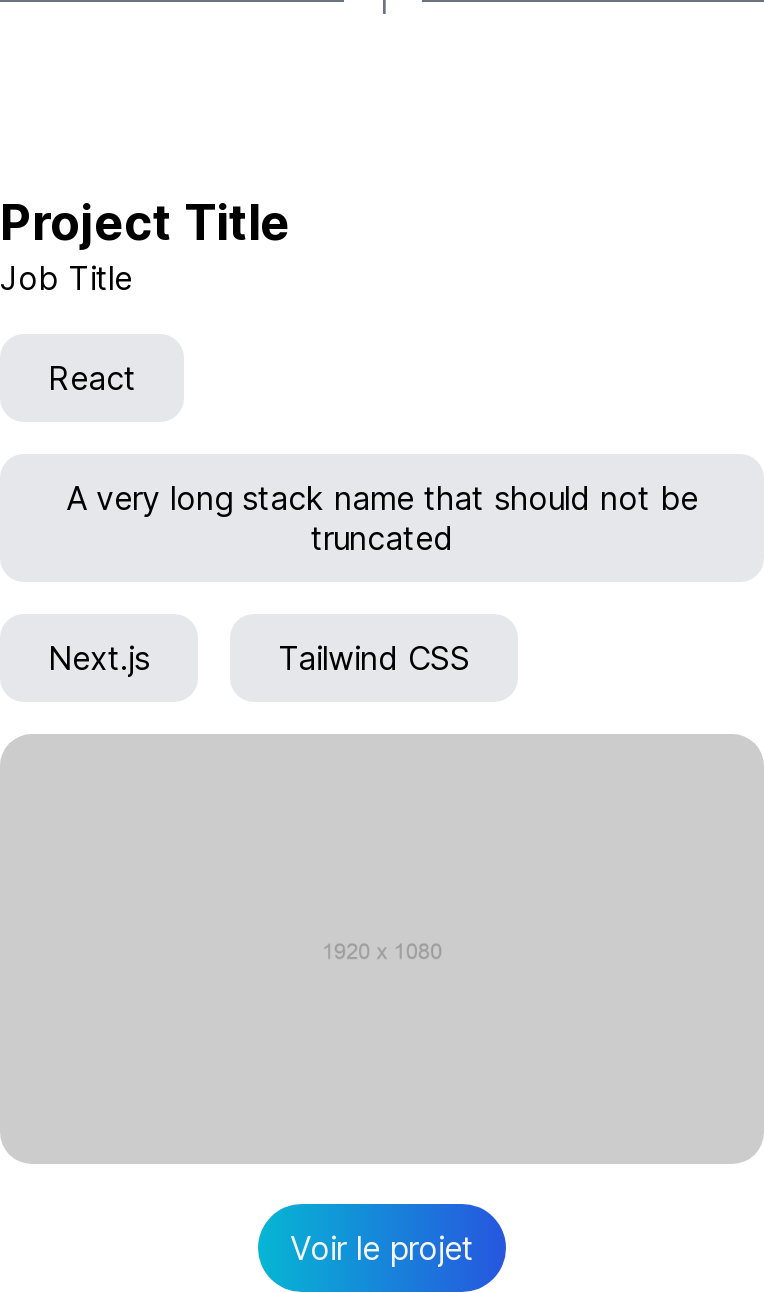 Project Title
Job Title
React
A very long stack name that should not be
truncated
Next.js
Tailwind CSS
1920 x 1080
Voir le projet